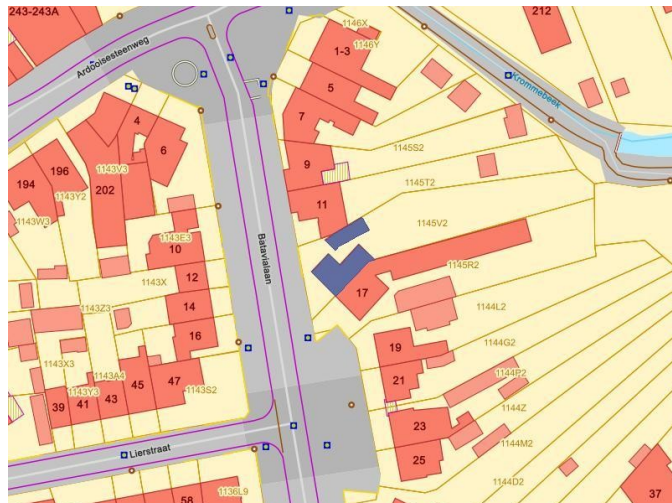 243-243A
Ardooisesteenweg
1146X
1146Y
1-3
212
5
Krommebeek
4
7
6
1145S2
196
1143V3
9
194
202
1143Y2
1145T2
11
1143W3
1143E3
1145V2
10
Batavialaan
1145R2
1143X
12
17
14
1143Z3
1144L2
16
19
1144G2
1143X3
1143A4
45
47
21
1144P2
1143Y3
1143S2
39
41
43
1144Z
23
1144M2
Lierstraat
25
1144D2
1136L9
58
37